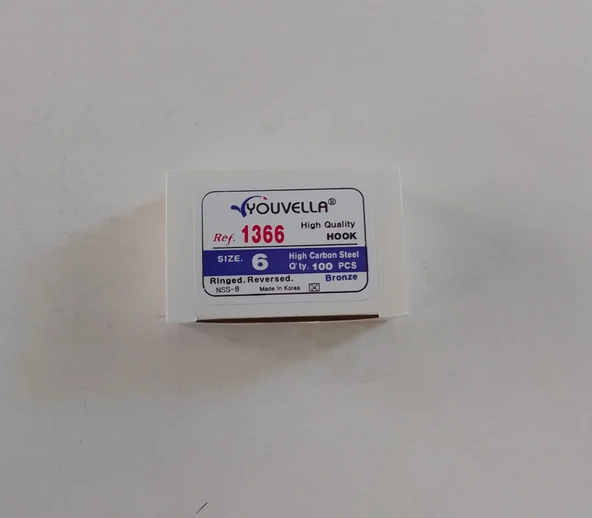 YOUVELLA®
High Quality
Ref. 1366 HOOK
SIZE. 6 High Carbon Steel
Q'ty. 100 PCS
Ringed. Reversed. Bronze
NSS-8 Made In Korea